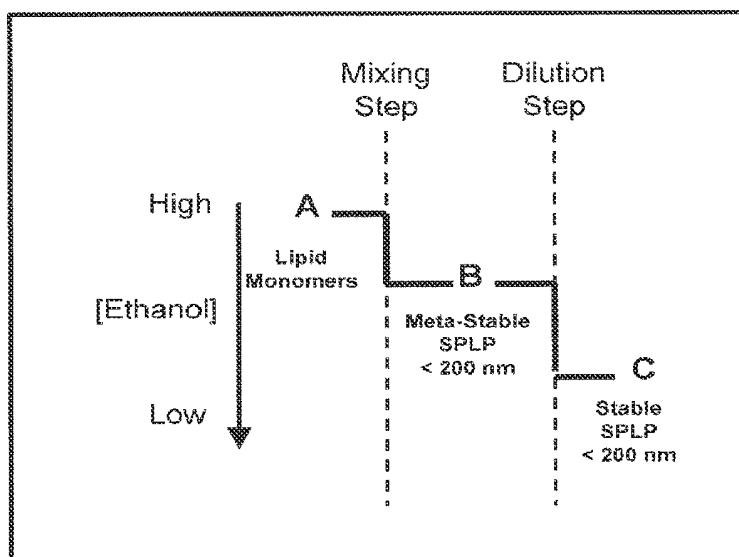 Mixing
Step
Dilution
Step
High
A
Lipid
Monomers
[Ethanol]
B
Meta-Stable
SPLP
< 200 nm
Low
C
Stable
SPLP
< 200 nm